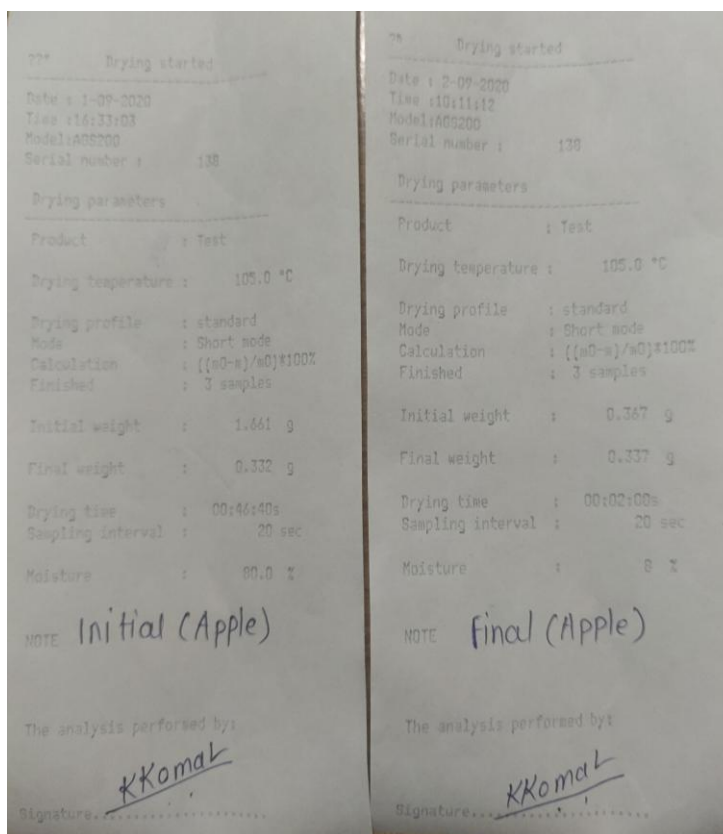 ??* Drying started
Date : 1-09-2020
Time :16:33:03
Model:AGS200
Serial number : 138
Drying parameters
Product : Test
Drying temperature : 105.0 °C
Drying profile : standard
Mode : Short mode
Calculation : ((m0-m)/m0)*100%
Finished : 3 samples
Initial weight : 1.661 g
Final weight : 0.332 g
Drying time : 00:46:40s
Sampling interval : 20 sec
Moisture : 80.0 %
NOTE Initial (Apple)
The analysis performed by:
KKomal
Signature......................
?* Drying started
Date : 2-09-2020
Time :10:11:12
Model:AGS200
Serial number : 138
Drying parameters
Product : Test
Drying temperature : 105.0 °C
Drying profile : standard
Mode : Short mode
Calculation : ((m0-m)/m0)*100%
Finished : 3 samples
Initial weight : 0.367 g
Final weight : 0.337 g
Drying time : 00:02:00s
Sampling interval : 20 sec
Moisture : 8 %
NOTE Final (Apple)
The analysis performed by:
KKomal
Signature......................